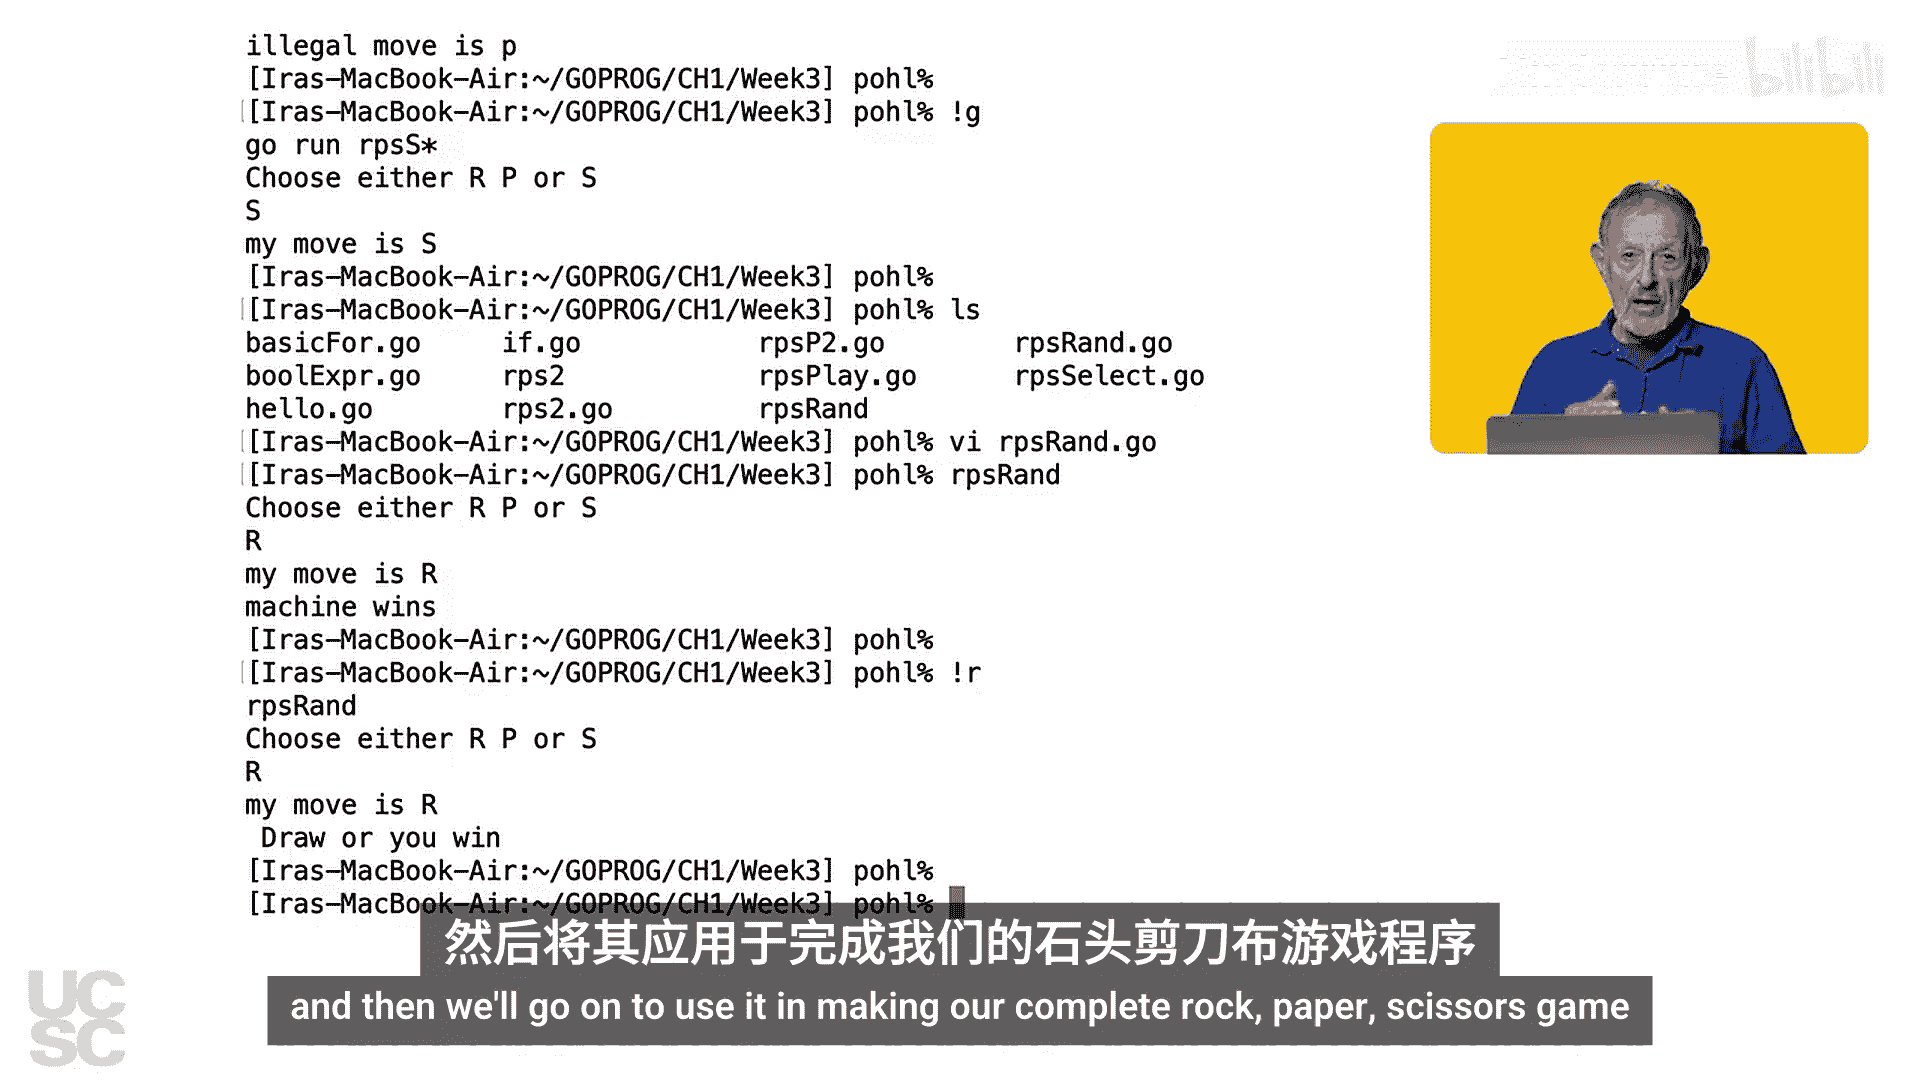 illegal move is p
[Iras-MacBook-Air:~/GOPROG/CH1/Week3] pohl%
[Iras-MacBook-Air:~/GOPROG/CH1/Week3] pohl% !g
go run rpsS*
Choose either R P or S
S
my move is S
[Iras-MacBook-Air:~/GOPROG/CH1/Week3] pohl%
[Iras-MacBook-Air:~/GOPROG/CH1/Week3] pohl% ls
basicFor.go if.go rpsP2.go rpsRand.go
boolExpr.go rps2 rpsPlay.go rpsSelect.go
hello.go rps2.go rpsRand
[Iras-MacBook-Air:~/GOPROG/CH1/Week3] pohl% vi rpsRand.go
[Iras-MacBook-Air:~/GOPROG/CH1/Week3] pohl% rpsRand
Choose either R P or S
R
my move is R
machine wins
[Iras-MacBook-Air:~/GOPROG/CH1/Week3] pohl%
[Iras-MacBook-Air:~/GOPROG/CH1/Week3] pohl% !r
rpsRand
Choose either R P or S
R
my move is R
Draw or you win
[Iras-MacBook-Air:~/GOPROG/CH1/Week3] pohl%
[Iras-MacBook-Air:~/GOPROG/CH1/Week3] pohl%
然后将其应用于完成我们的石头剪刀布游戏程序
and then we'll go on to use it in making our complete rock, paper, scissors game
bilibili
UC
SC